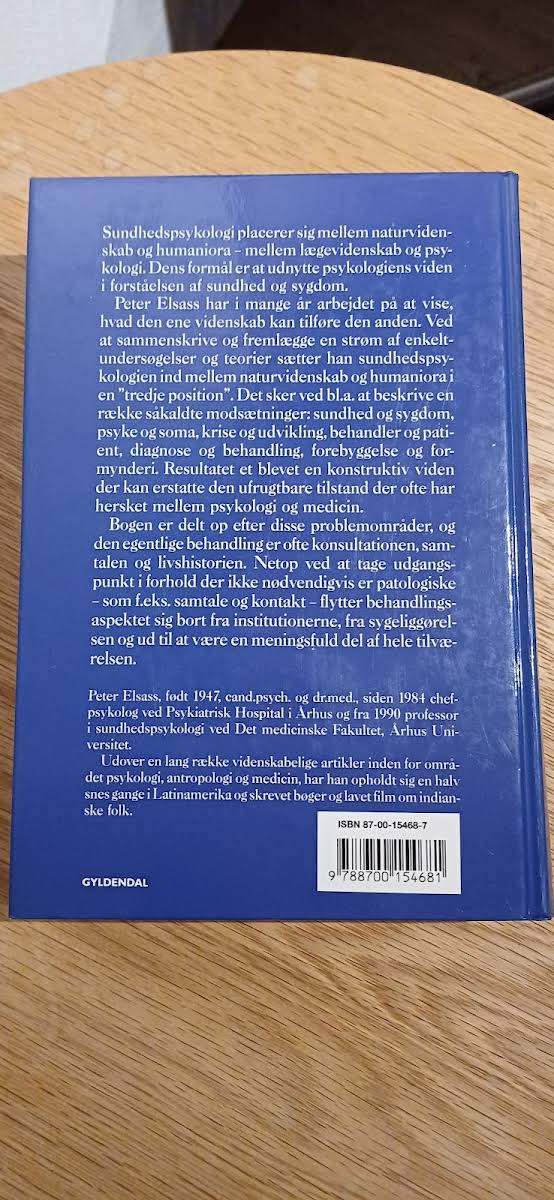 Sundhedspsykologi placerer sig mellem naturviden-
skab og humaniora – mellem lægevidenskab og psy-
kologi. Dens formål er at udnytte psykologiens viden
i forståelsen af sundhed og sygdom.
Peter Elsass har i mange år arbejdet på at vise,
hvad den ene videnskab kan tilføre den anden. Ved
at sammenskrive og fremlægge en strøm af enkelt-
undersøgelser og teorier sætter han sundhedspsy-
kologien ind mellem naturvidenskab og humaniora i
en "tredje position". Det sker ved bl.a. at beskrive en
række såkaldte modsætninger: sundhed og sygdom,
psyke og soma, krise og udvikling, behandler og pati-
ent, diagnose og behandling, forebyggelse og for-
mynderi. Resultatet et blevet en konstruktiv viden
der kan erstatte den ufrugtbare tilstand der ofte har
hersket mellem psykologi og medicin.
Bogen er delt op efter disse problemområder, og
den egentlige behandling er ofte konsultationen, sam-
talen og livshistorien. Netop ved at tage udgangs-
punkt i forhold der ikke nødvendigvis er patologiske
– som f.eks. samtale og kontakt – flytter behandlings-
aspektet sig bort fra institutionerne, fra sygeliggørel-
sen og ud til at være en meningsfuld del af hele tilvæ-
relsen.
Peter Elsass, født 1947, cand.psych. og dr.med., siden 1984 chef-
psykolog ved Psykiatrisk Hospital i Århus og fra 1990 professor
i sundhedspsykologi ved Det medicinske Fakultet, Århus Uni-
versitet.
Udover en lang række videnskabelige artikler inden for områ-
det psykologi, antropologi og medicin, har han opholdt sig en halv
snes gange i Latinamerika og skrevet bøger og lavet film om indian-
ske folk.
ISBN 87-00-15468-7
9 788700 154681
GYLDENDAL